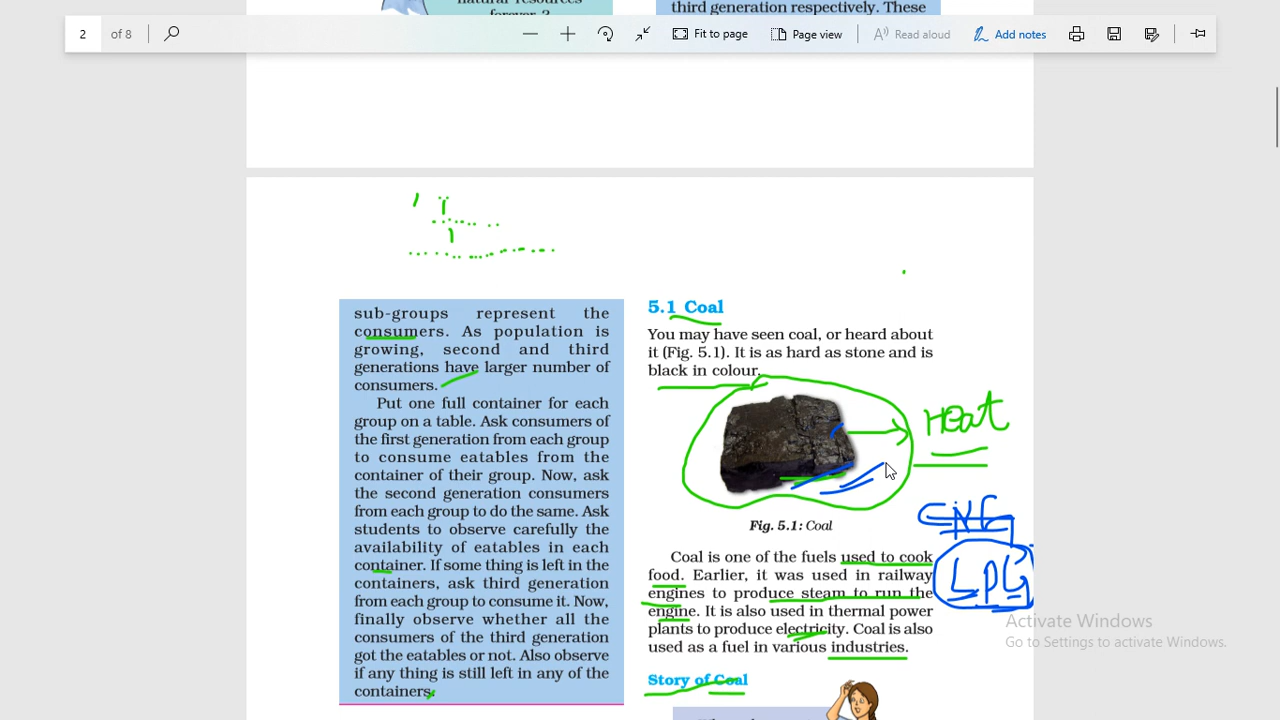 natural resources
forever ?
third generation respectively. These
2 of 8
Fit to page
Page view
Read aloud
Add notes
sub-groups represent the
consumers. As population is
growing, second and third
generations have larger number of
consumers.
Put one full container for each
group on a table. Ask consumers of
the first generation from each group
to consume eatables from the
container of their group. Now, ask
the second generation consumers
from each group to do the same. Ask
students to observe carefully the
availability of eatables in each
container. If some thing is left in the
containers, ask third generation
from each group to consume it. Now,
finally observe whether all the
consumers of the third generation
got the eatables or not. Also observe
if any thing is still left in any of the
containers.
5.1 Coal
You may have seen coal, or heard about
it (Fig. 5.1). It is as hard as stone and is
black in colour.
Heat
Fig. 5.1: Coal
CNG
LPG
Coal is one of the fuels used to cook
food. Earlier, it was used in railway
engines to produce steam to run the
engine. It is also used in thermal power
plants to produce electricity. Coal is also
used as a fuel in various industries.
Story of Coal
Activate Windows
Go to Settings to activate Windows.